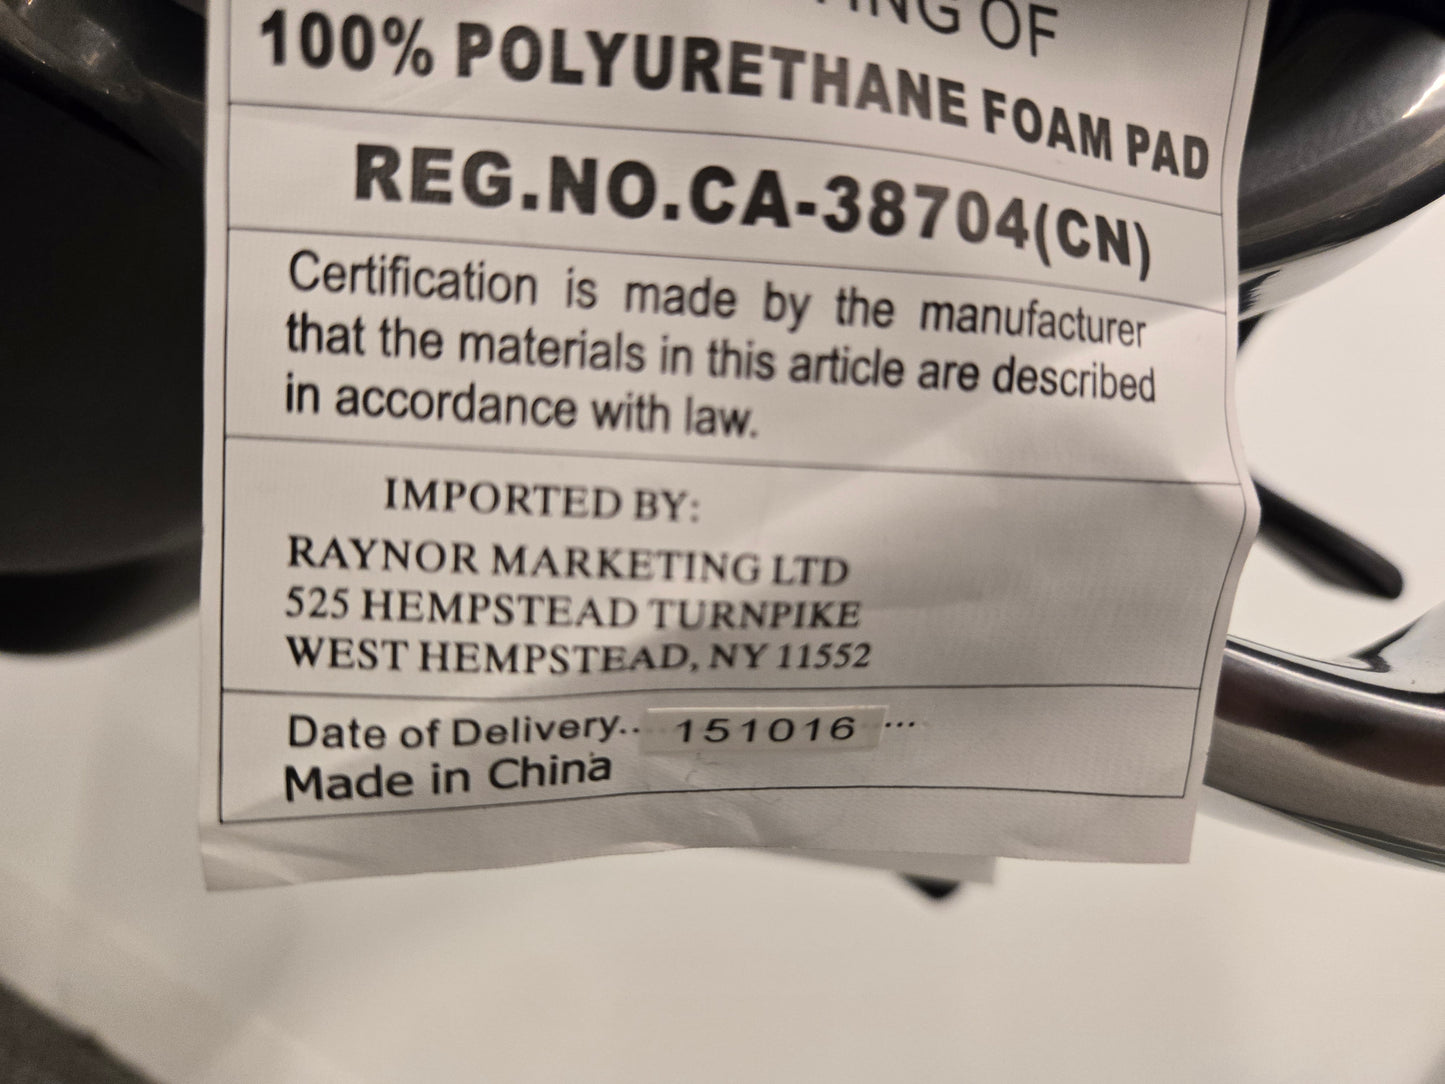 OF
100% POLYURETHANE FOAM PAD
REG.NO.CA-38704(CN)
Certification is made by the manufacturer
that the materials in this article are described
in accordance with law.
IMPORTED BY:
RAYNOR MARKETING LTD
525 HEMPSTEAD TURNPIKE
WEST HEMPSTEAD, NY 11552
Date of Delivery.. 151016 ...
Made in China